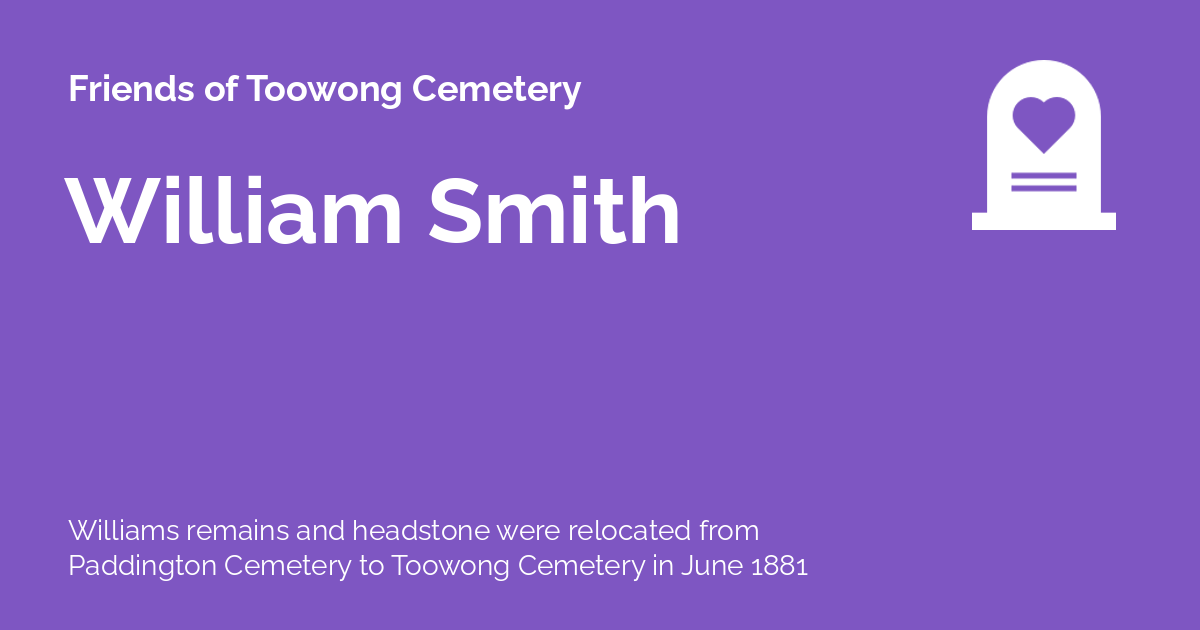 Friends of Toowong Cemetery
William Smith
Williams remains and headstone were relocated from
Paddington Cemetery to Toowong Cemetery in June 1881